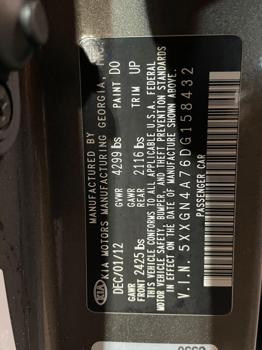 KIA
MANUFACTURED BY
KIA MOTORS MANUFACTURING GEORGIA, INC.
DEC/01/12 GVWR 4299 lbs PAINT D0
GAWR FRONT 2425 lbs GAWR REAR 2116 lbs TRIM UP
THIS VEHICLE CONFORMS TO ALL APPLICABLE U.S.A. FEDERAL
MOTOR VEHICLE SAFETY, BUMPER, AND THEFT PREVENTION STANDARDS
IN EFFECT ON THE DATE OF MANUFACTURE SHOWN ABOVE.
V.I.N. 5XXGN4A76DG158432
PASSENGER CAR